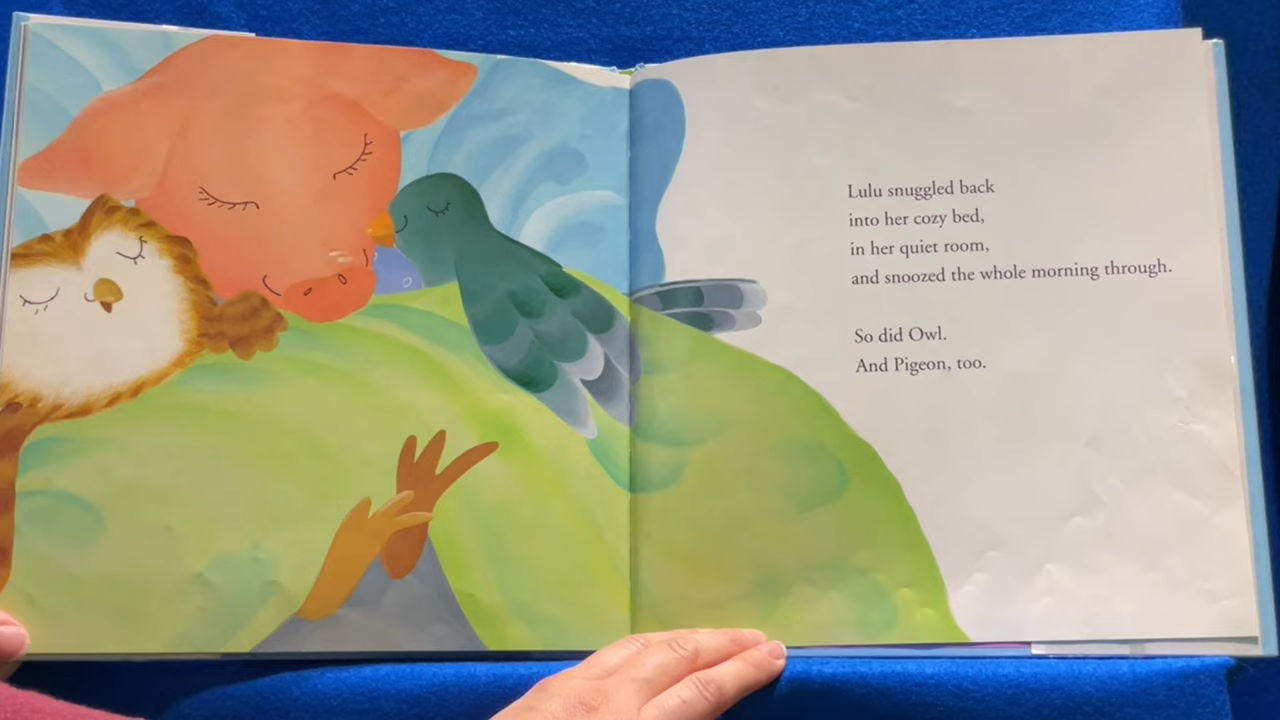 Lulu snuggled back
into her cozy bed,
in her quiet room,
and snoozed the whole morning through.
So did Owl.
And Pigeon, too.